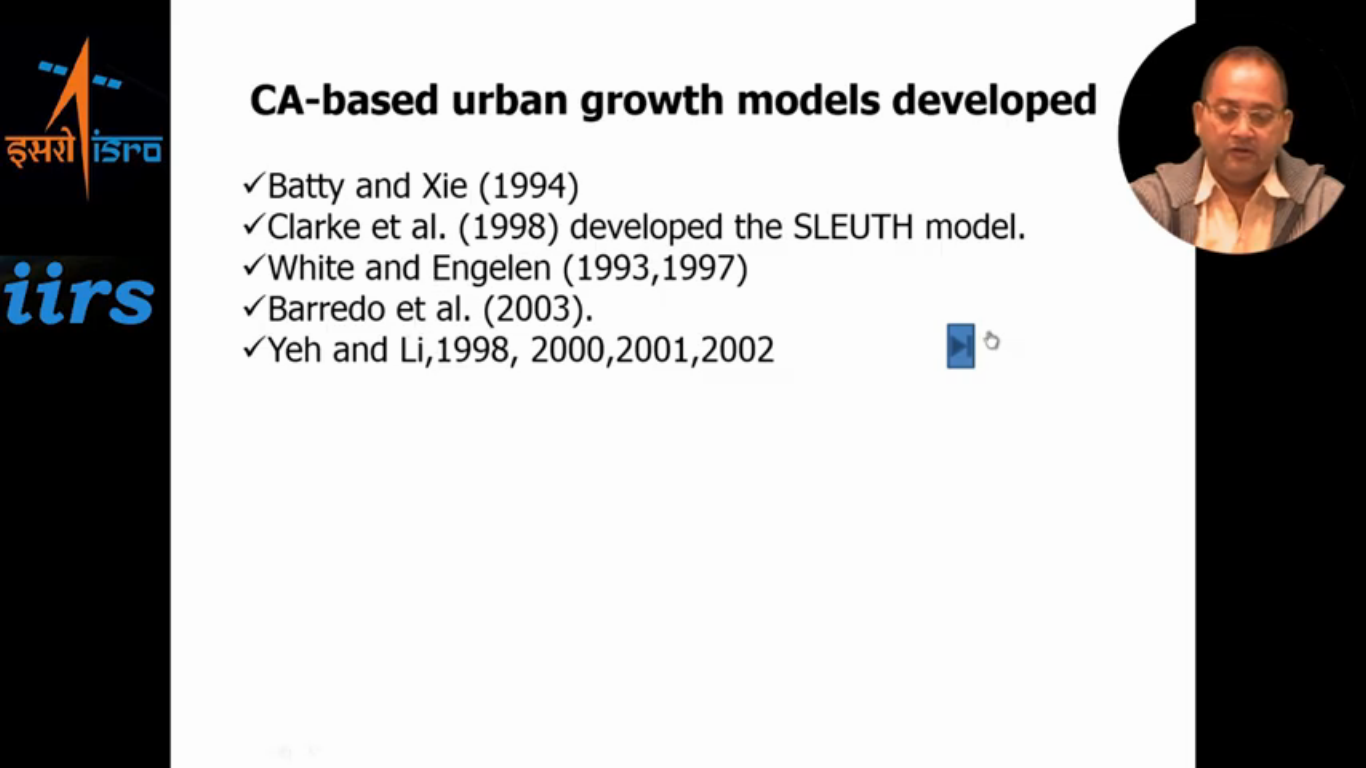 इसरो isro
iirs
CA-based urban growth models developed
✓Batty and Xie (1994)
✓Clarke et al. (1998) developed the SLEUTH model.
✓White and Engelen (1993,1997)
✓Barredo et al. (2003).
✓Yeh and Li,1998, 2000,2001,2002